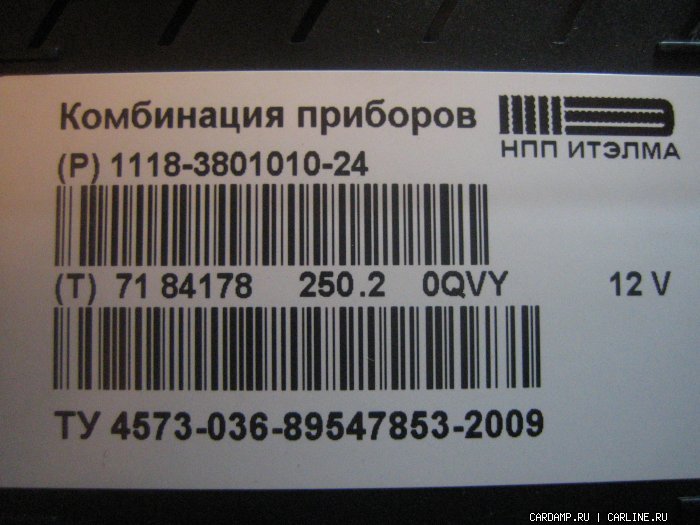 Комбинация приборов
НПП ИТЭЛМА
(P) 1118-3801010-24
(T) 71 84178 250.2 0QVY 12 V
ТУ 4573-036-89547853-2009
CARDAMP.RU | CARLINE.RU